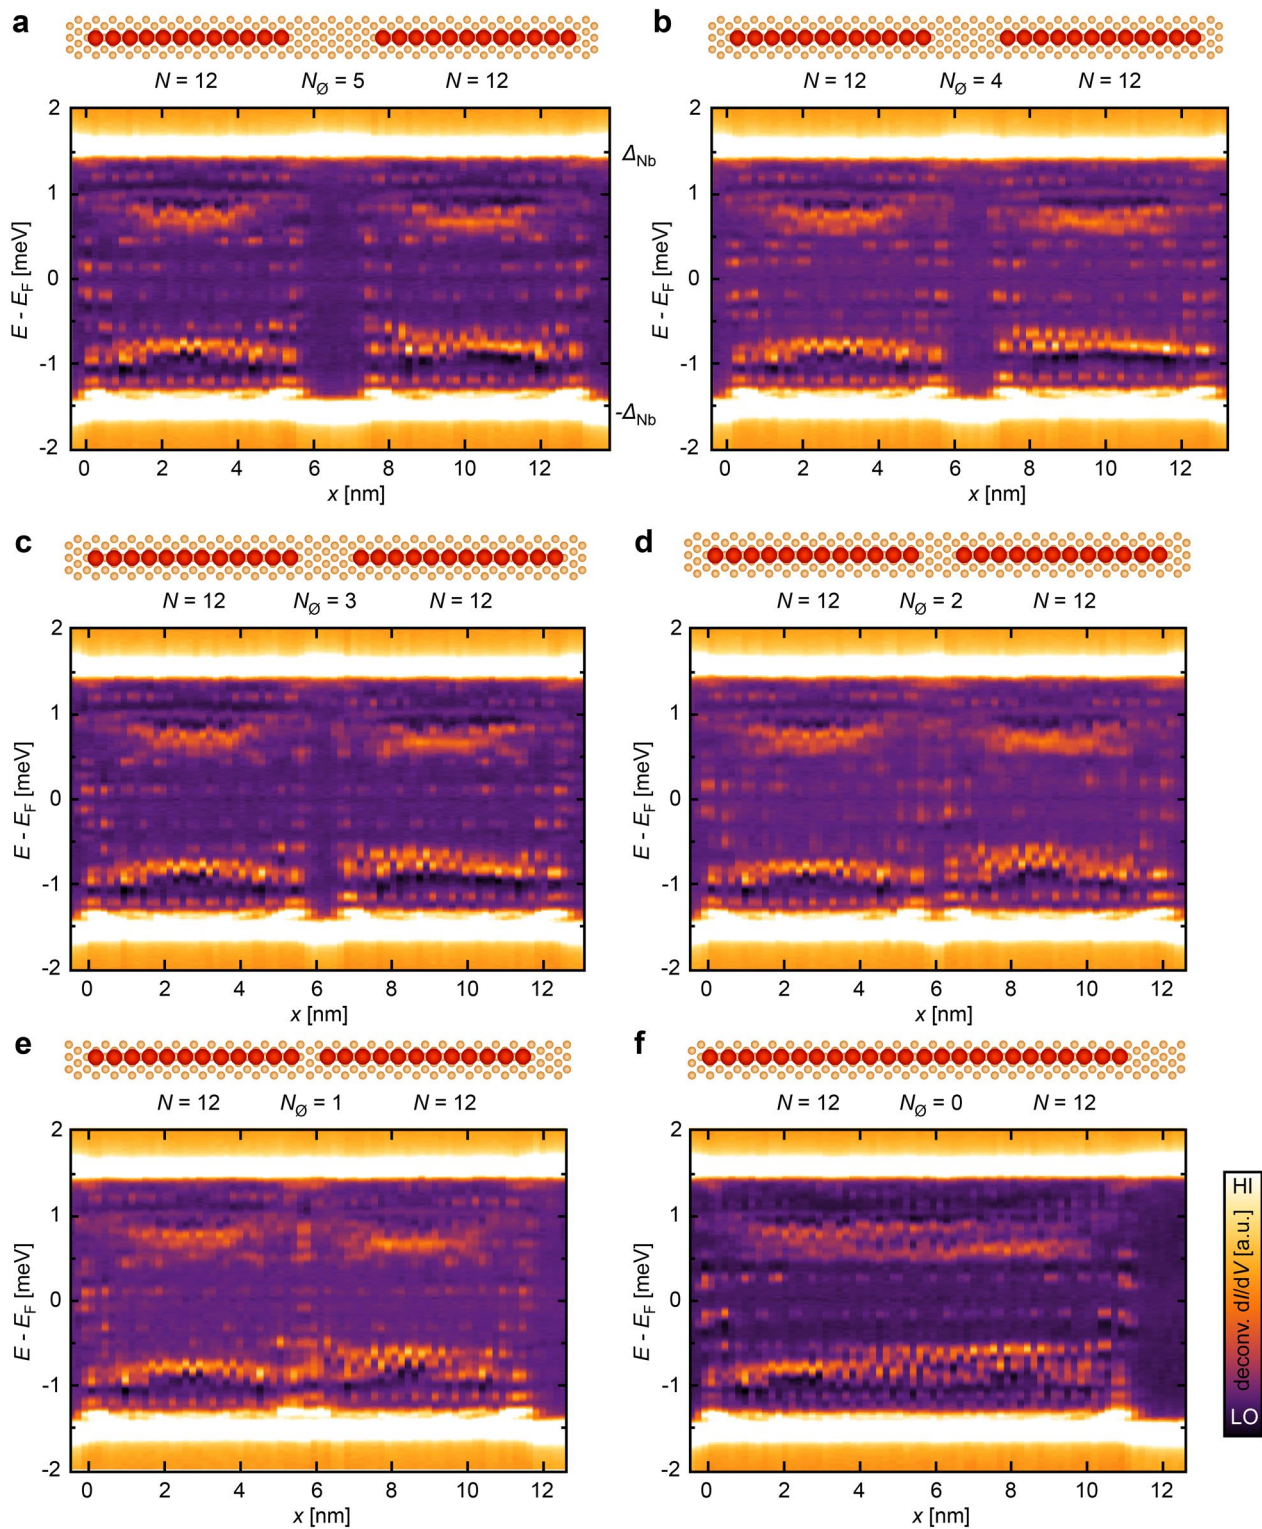 a
N = 12 NØ = 5 N = 12
2
1
0
-1
-2
E - EF [meV]
ΔNb
-ΔNb
0 2 4 6 8 10 12
x [nm]
b
N = 12 NØ = 4 N = 12
2
1
0
-1
-2
E - EF [meV]
0 2 4 6 8 10 12
x [nm]
c
N = 12 NØ = 3 N = 12
2
1
0
-1
-2
E - EF [meV]
0 2 4 6 8 10 12
x [nm]
d
N = 12 NØ = 2 N = 12
2
1
0
-1
-2
E - EF [meV]
0 2 4 6 8 10 12
x [nm]
e
N = 12 NØ = 1 N = 12
2
1
0
-1
-2
E - EF [meV]
0 2 4 6 8 10 12
x [nm]
f
N = 12 NØ = 0 N = 12
2
1
0
-1
-2
E - EF [meV]
0 2 4 6 8 10 12
x [nm]
HI
deconv. dI/dV [a.u.]
LO